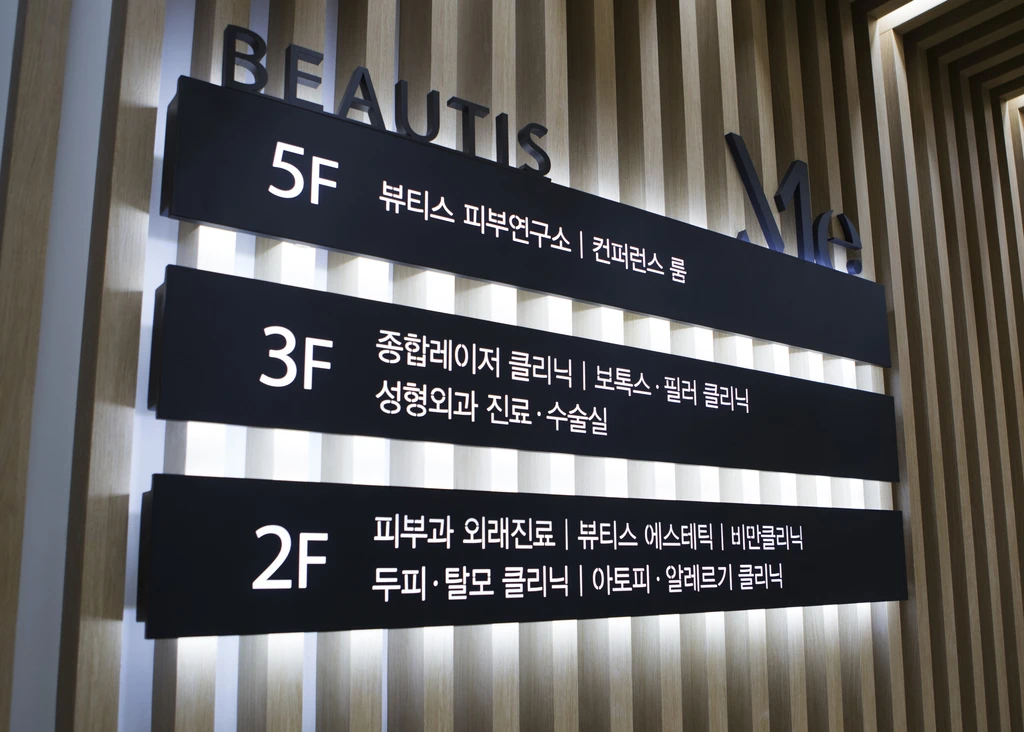 BEAUTIS
Me
5F
뷰티스 피부연구소 | 컨퍼런스 룸
3F
종합레이저 클리닉 | 보톡스·필러 클리닉
성형외과 진료·수술실
2F
피부과 외래진료 | 뷰티스 에스테틱 | 비만클리닉
두피·탈모 클리닉 | 아토피·알레르기 클리닉